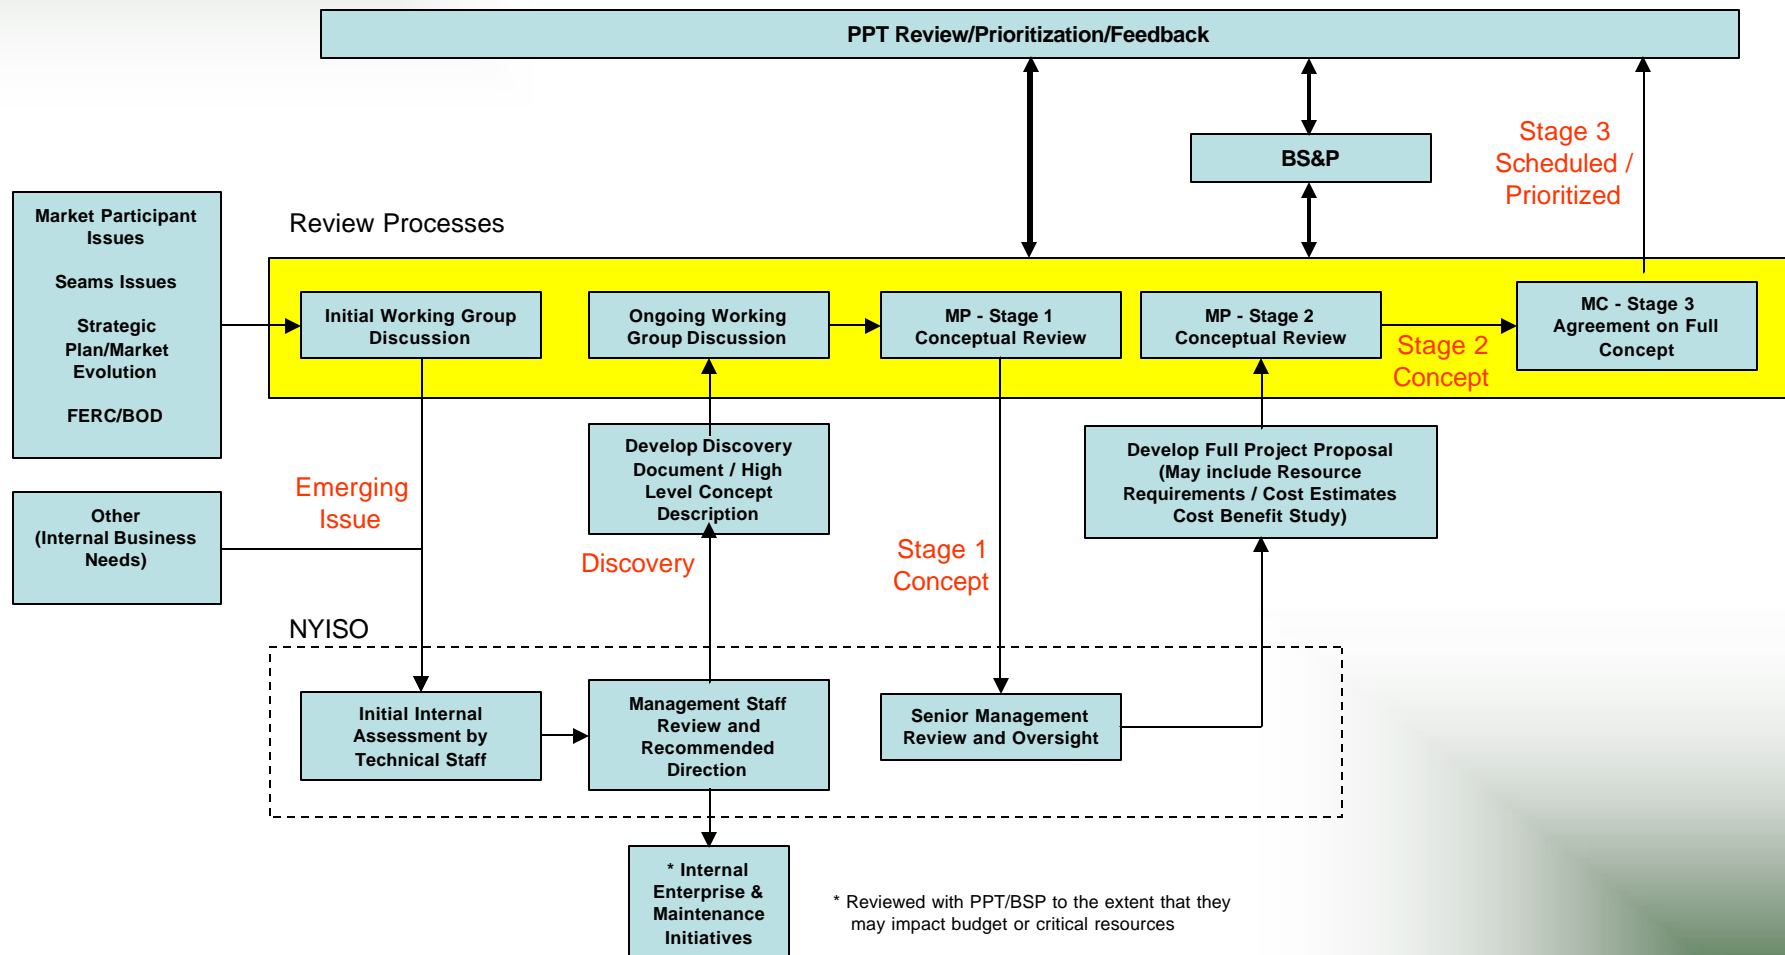 PPT Review/Prioritization/Feedback
BS&P
Stage 3
Scheduled /
Prioritized
Market Participant
Issues
Seams Issues
Strategic
Plan/Market
Evolution
FERC/BOD
Review Processes
Initial Working Group
Discussion
Ongoing Working
Group Discussion
MP - Stage 1
Conceptual Review
MP - Stage 2
Conceptual Review
Stage 2
Concept
MC - Stage 3
Agreement on Full
Concept
Other
(Internal Business
Needs)
Emerging
Issue
Develop Discovery
Document / High
Level Concept
Description
Discovery
Stage 1
Concept
Develop Full Project Proposal
(May include Resource
Requirements / Cost Estimates
Cost Benefit Study)
NYISO
Initial Internal
Assessment by
Technical Staff
Management Staff
Review and
Recommended
Direction
Senior Management
Review and Oversight
* Internal
Enterprise &
Maintenance
Initiatives
* Reviewed with PPT/BSP to the extent that they
may impact budget or critical resources